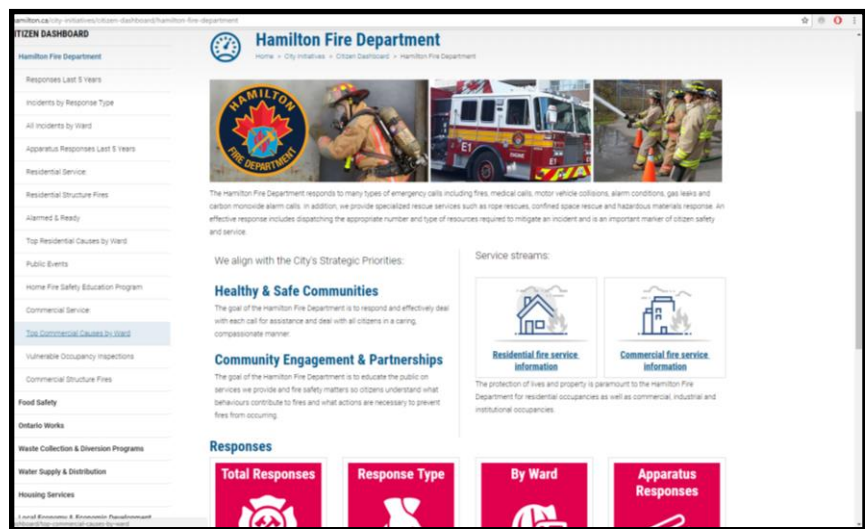 amilton.ca/city-initiatives/citizen-dashboard/hamilton-fire-department
ITIZEN DASHBOARD
Hamilton Fire Department
Responses Last 5 Years
Incidents by Response Type
All Incidents by Ward
Apparatus Responses Last 5 Years
Residential Service
Residential Structure Fires
Alarmed & Ready
Top Residential Causes by Ward
Public Events
Home Fire Safety Education Program
Commercial Service
Top Commercial Causes by Ward
Vulnerable Occupancy Inspections
Commercial Structure Fires
Food Safety
Ontario Works
Waste Collection & Diversion Programs
Water Supply & Distribution
Housing Services
Local Economy & Economic Development
ashboard/top-commercial-causes-by-ward
Hamilton Fire Department
Home > City Initiatives > Citizen Dashboard > Hamilton Fire Department
HAMILTON
FIRE DEPARTMENT
E1
ENGINE
E1
The Hamilton Fire Department responds to many types of emergency calls including fires, medical calls, motor vehicle collisions, alarm conditions, gas leaks and
carbon monoxide alarm calls. In addition, we provide specialized rescue services such as rope rescues, confined space rescue and hazardous materials response. An
effective response includes dispatching the appropriate number and type of resources required to mitigate an incident and is an important marker of citizen safety
and service.
We align with the City's Strategic Priorities:
Healthy & Safe Communities
The goal of the Hamilton Fire Department is to respond and effectively deal
with each call for assistance and deal with all citizens in a caring,
compassionate manner.
Community Engagement & Partnerships
The goal of the Hamilton Fire Department is to educate the public on
services we provide and fire safety matters so citizens understand what
behaviours contribute to fires and what actions are necessary to prevent
fires from occurring.
Service streams:
Residential fire service
information
Commercial fire service
information
The protection of lives and property is paramount to the Hamilton Fire
Department for residential occupancies as well as commercial, industrial and
institutional occupancies.
Responses
Total Responses
Response Type
By Ward
Apparatus
Responses